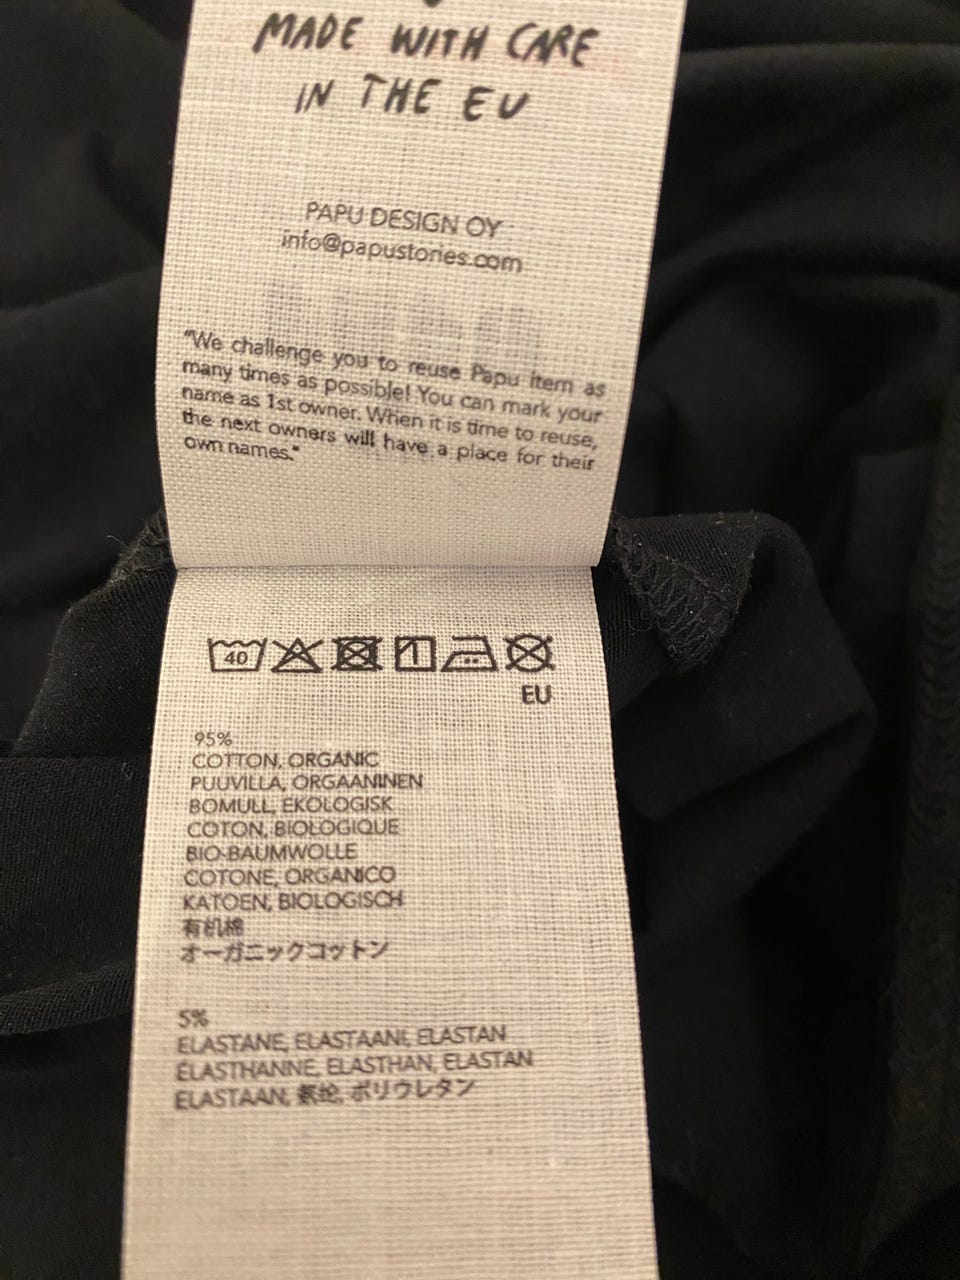 MADE WITH CARE
IN THE EU
PAPU DESIGN OY
info@papustories.com
"We challenge you to reuse Papu item as
many times as possible! You can mark your
name as 1st owner. When it is time to reuse,
the next owners will have a place for their
own names."
40
EU
95%
COTTON, ORGANIC
PUUVILLA, ORGAANINEN
BOMULL, EKOLOGISK
COTON, BIOLOGIQUE
BIO-BAUMWOLLE
COTONE, ORGANICO
KATOEN, BIOLOGISCH
有机棉
オーガニックコットン
5%
ELASTANE, ELASTAANI, ELASTAN
ÉLASTHANNE, ELASTHAN, ELASTAN
ELASTAAN, 氨纶, ポリウレタン